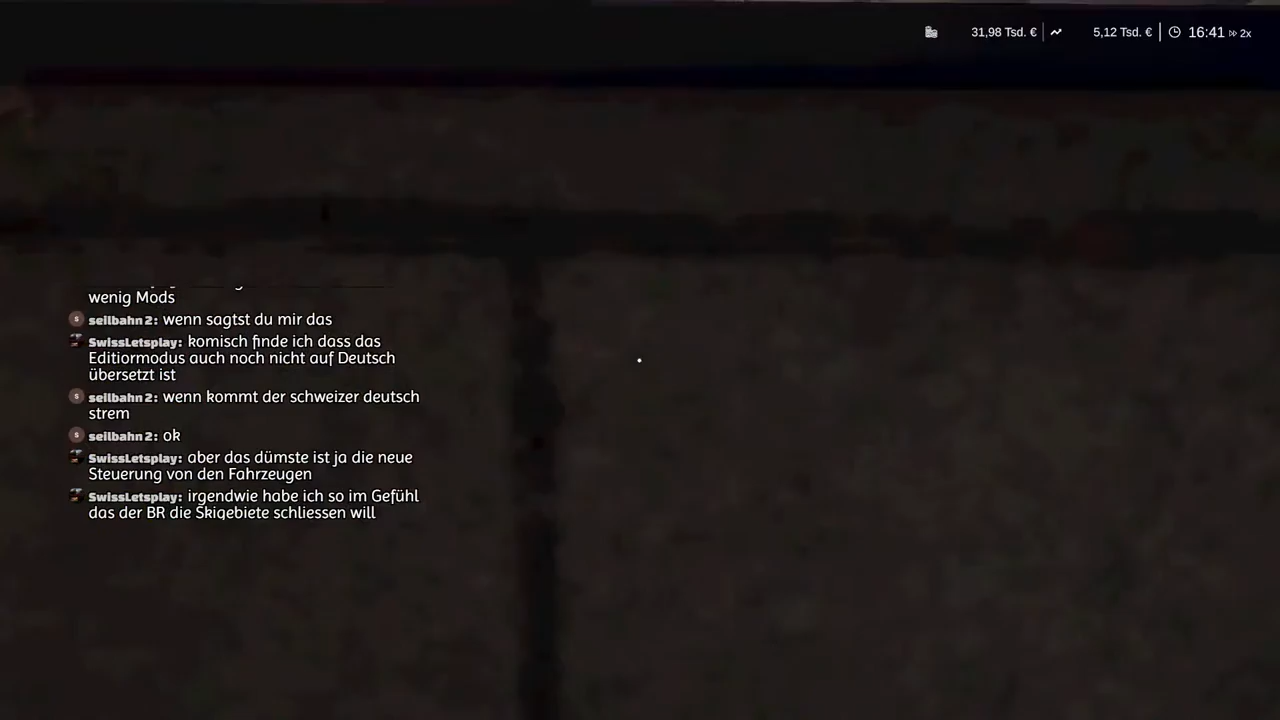 31,98 Tsd. € 5,12 Tsd. € 16:41 2x
wenig Mods
seilbahn2: wenn sagtst du mir das
SwissLetsplay: komisch finde ich dass das
Editiormodus auch noch nicht auf Deutsch
übersetzt ist
seilbahn2: wenn kommt der schweizer deutsch
strem
seilbahn2: ok
SwissLetsplay: aber das dümste ist ja die neue
Steuerung von den Fahrzeugen
SwissLetsplay: irgendwie habe ich so im Gefühl
das der BR die Skigebiete schliessen will